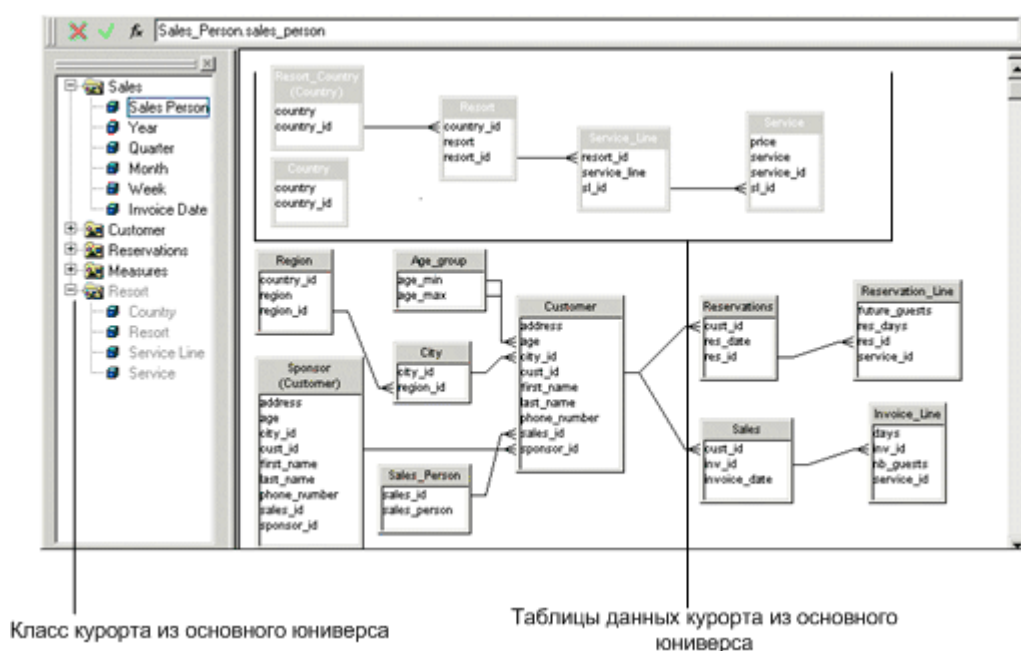 Sales_Person.sales_person
Sales
Sales Person
Year
Quarter
Month
Week
Invoice Date
Customer
Reservations
Measures
Resort
Country
Resort
Service Line
Service
Resort_Country
(Country)
country
country_id
Country
country
country_id
Resort
country_id
resort
resort_id
Service_Line
resort_id
service_line
sl_id
Service
price
service
service_id
sl_id
Region
country_id
region
region_id
Age_group
age_min
age_max
City
city_id
region_id
Customer
address
age
city_id
cust_id
first_name
last_name
phone_number
sales_id
sponsor_id
Sponsor
(Customer)
address
age
city_id
cust_id
first_name
last_name
phone_number
sales_id
sponsor_id
Sales_Person
sales_id
sales_person
Reservations
cust_id
res_date
res_id
Reservation_Line
future_guests
res_days
res_id
service_id
Sales
cust_id
inv_id
invoice_date
Invoice_Line
days
inv_id
nb_guests
service_id
Класс курорта из основного юниверса
Таблицы данных курорта из основного
юниверса